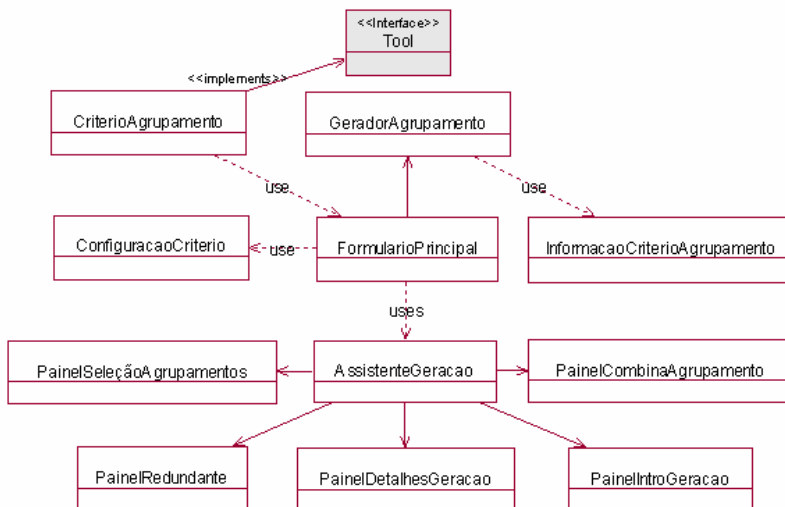 <<Interface>>
Tool
<<implements>>
CriterioAgrupamento
GeradorAgrupamento
use
use
ConfiguracaoCriterio
use
FormularioPrincipal
InformacaoCriterioAgrupamento
uses
PainelSeleçãoAgrupamentos
AssistenteGeracao
PainelCombinaAgrupamento
PainelRedundante
PainelDetalhesGeracao
PainelIntroGeracao